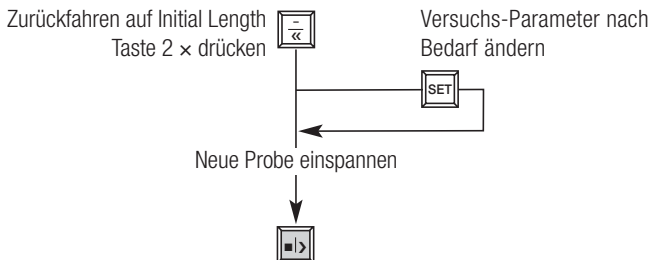 Zurückfahren auf Initial Length
Taste 2 × drücken
Versuchs-Parameter nach
Bedarf ändern
SET
Neue Probe einspannen